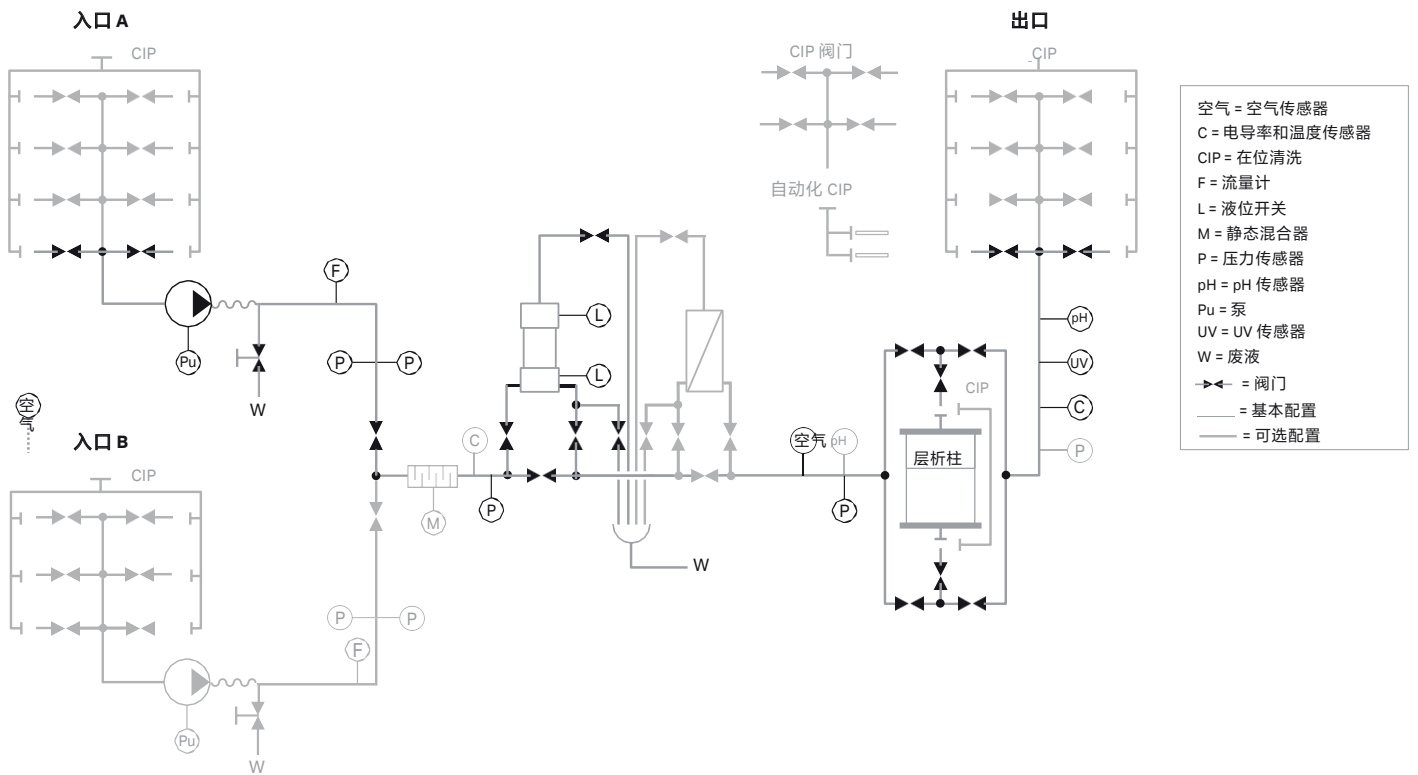 入口 A
CIP
F
P
P
Pu
W
空
气
入口 B
CIP
P
P
F
Pu
W
C
M
P
L
L
W
CIP 阀门
自动化 CIP
空气
pH
P
CIP
层析柱
出口
CIP
pH
UV
C
P
空气 = 空气传感器
C = 电导率和温度传感器
CIP = 在位清洗
F = 流量计
L = 液位开关
M = 静态混合器
P = 压力传感器
pH = pH 传感器
Pu = 泵
UV = UV 传感器
W = 废液
= 阀门
= 基本配置
= 可选配置